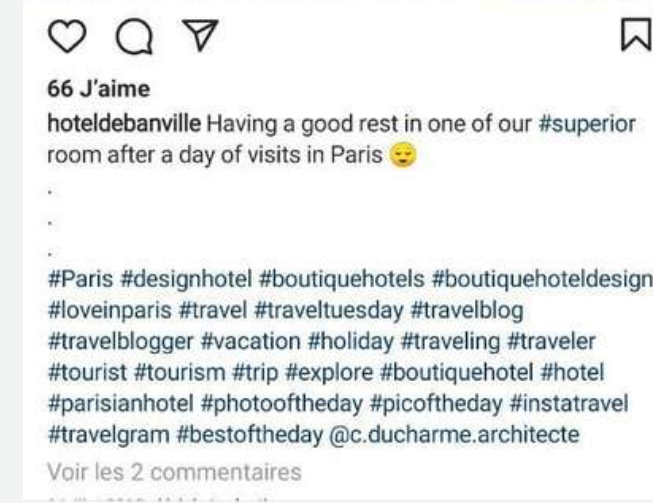 66 J'aime
hoteldebanville Having a good rest in one of our #superior
room after a day of visits in Paris 😌
.
.
.
#Paris #designhotel #boutiquehotels #boutiquehoteldesign
#loveinparis #travel #traveltuesday #travelblog
#travelblogger #vacation #holiday #traveling #traveler
#tourist #tourism #trip #explore #boutiquehotel #hotel
#parisianhotel #photooftheday #picoftheday #instatravel
#travelgram #bestoftheday @c.ducharme.architecte
Voir les 2 commentaires